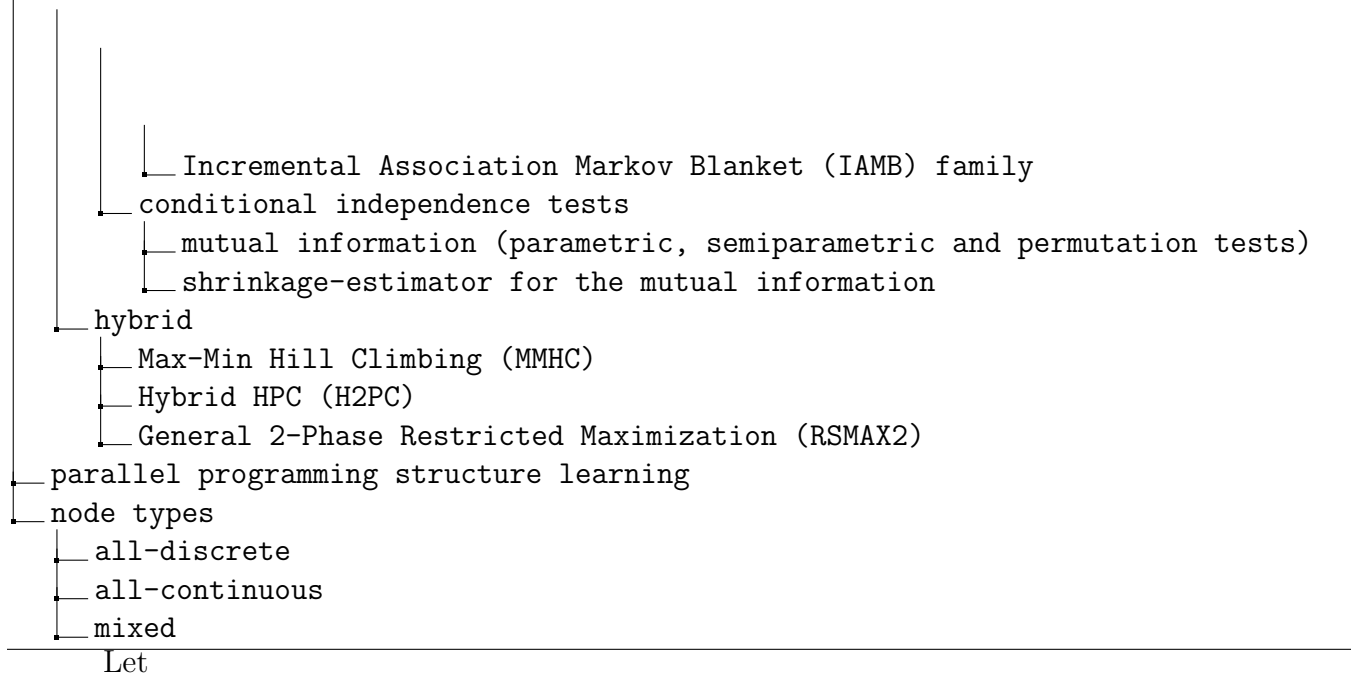 Incremental Association Markov Blanket (IAMB) family
conditional independence tests
mutual information (parametric, semiparametric and permutation tests)
shrinkage-estimator for the mutual information
hybrid
Max-Min Hill Climbing (MMHC)
Hybrid HPC (H2PC)
General 2-Phase Restricted Maximization (RSMAX2)
parallel programming structure learning
node types
all-discrete
all-continuous
mixed
Let